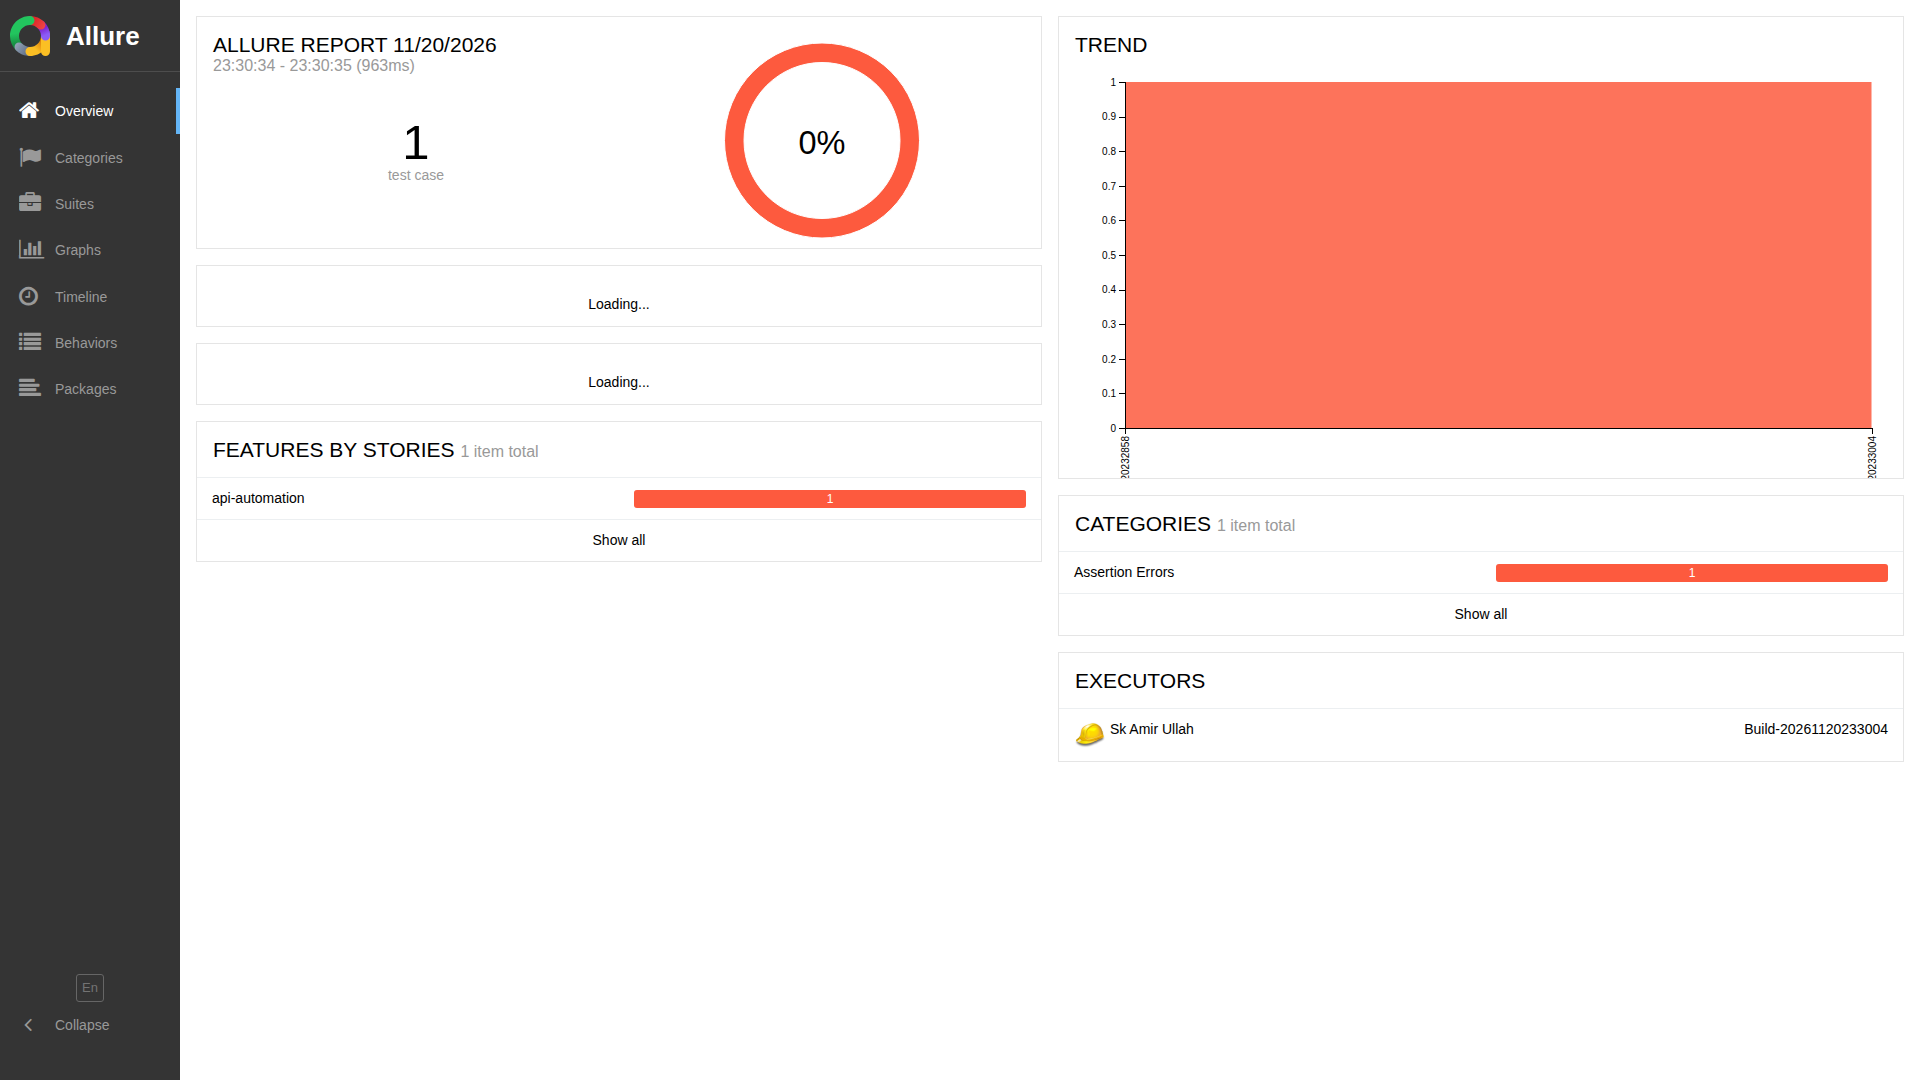 Allure
Overview
Categories
Suites
Graphs
Timeline
Behaviors
Packages
En
Collapse
ALLURE REPORT 11/20/2026
23:30:34 - 23:30:35 (963ms)
1
test case
0%
Loading...
Loading...
FEATURES BY STORIES 1 item total
api-automation 1
Show all
TREND
1
0.9
0.8
0.7
0.6
0.5
0.4
0.3
0.2
0.1
0
20232858
20233004
CATEGORIES 1 item total
Assertion Errors 1
Show all
EXECUTORS
Sk Amir Ullah Build-20261120233004